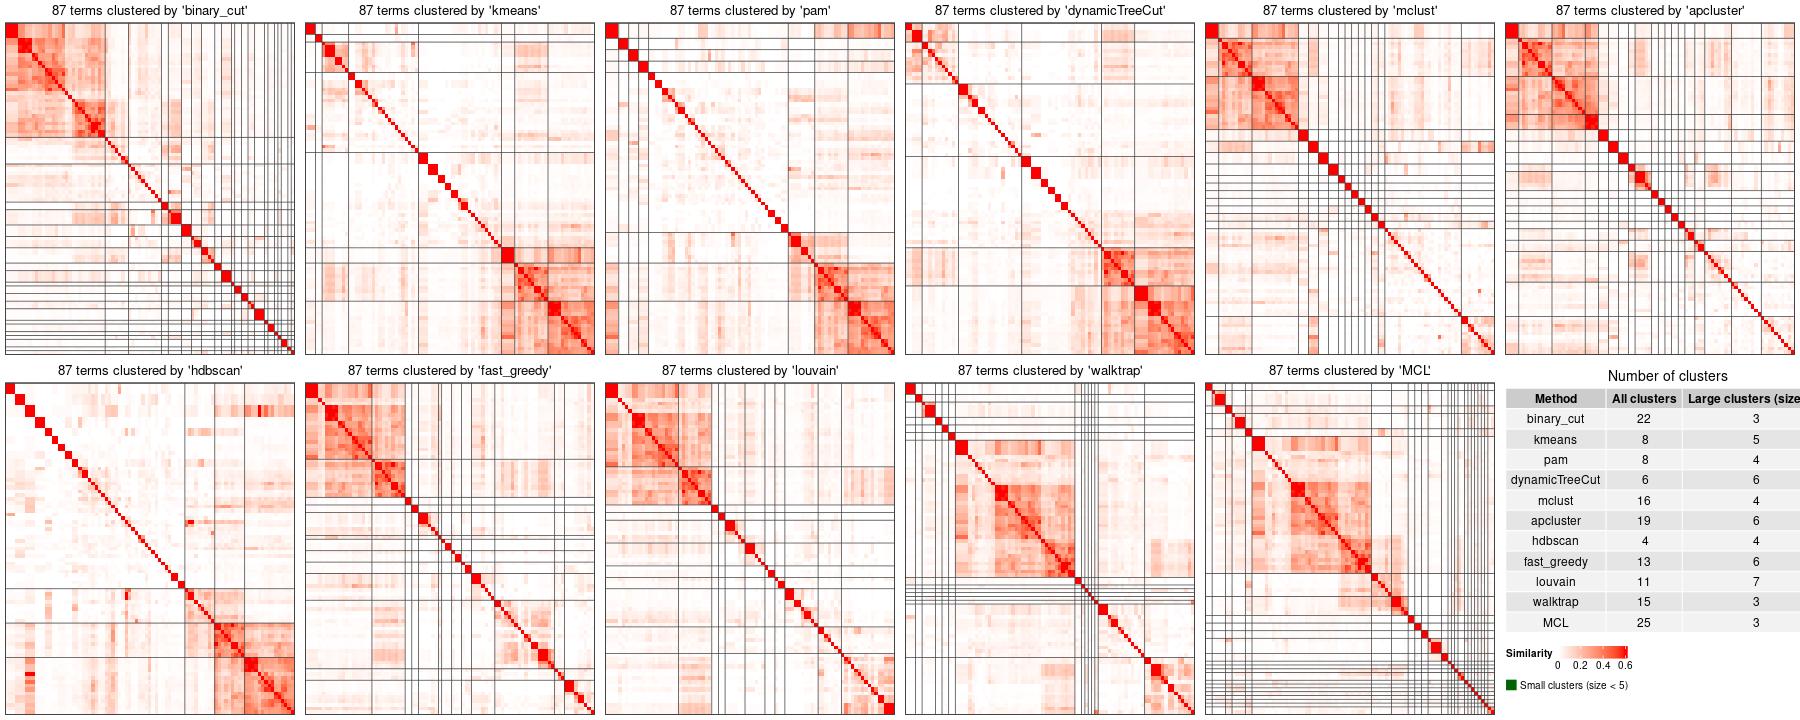 87 terms clustered by 'binary_cut'
87 terms clustered by 'kmeans'
87 terms clustered by 'pam'
87 terms clustered by 'dynamicTreeCut'
87 terms clustered by 'mclust'
87 terms clustered by 'apcluster'
87 terms clustered by 'hdbscan'
87 terms clustered by 'fast_greedy'
87 terms clustered by 'louvain'
87 terms clustered by 'walktrap'
87 terms clustered by 'MCL'
Number of clusters
Method All clusters Large clusters (size
binary_cut 22 3
kmeans 8 5
pam 8 4
dynamicTreeCut 6 6
mclust 16 4
apcluster 19 6
hdbscan 4 4
fast_greedy 13 6
louvain 11 7
walktrap 15 3
MCL 25 3
Similarity
0 0.2 0.4 0.6
Small clusters (size < 5)